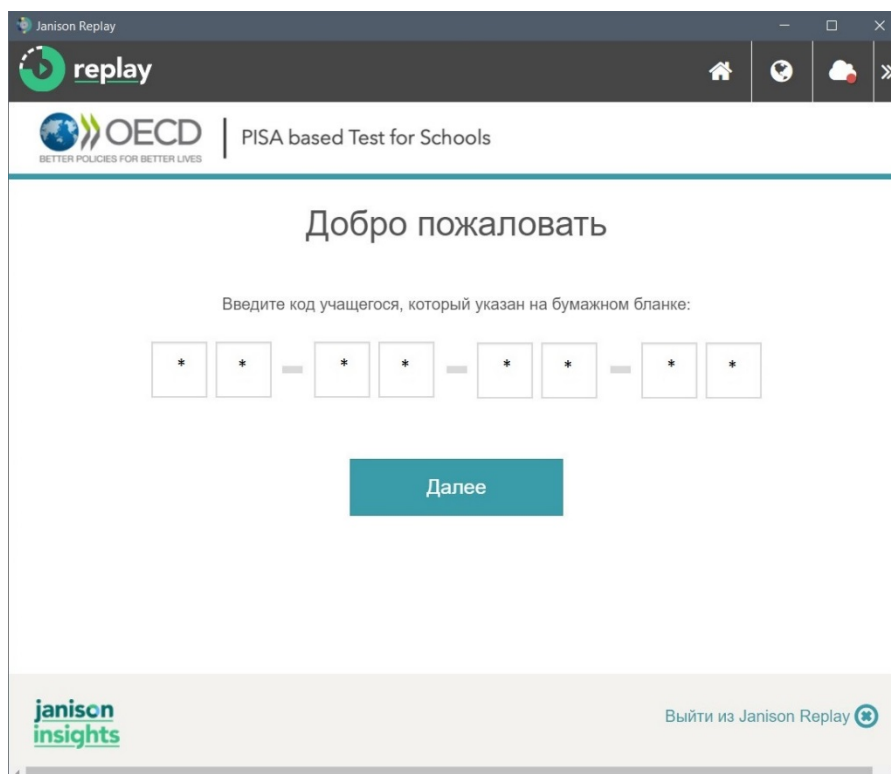 Janison Replay
replay
OECD
BETTER POLICIES FOR BETTER LIVES
PISA based Test for Schools
Добро пожаловать
Введите код учащегося, который указан на бумажном бланке:
* * - * * - * * - * *
Далее
janison
insights
Выйти из Janison Replay